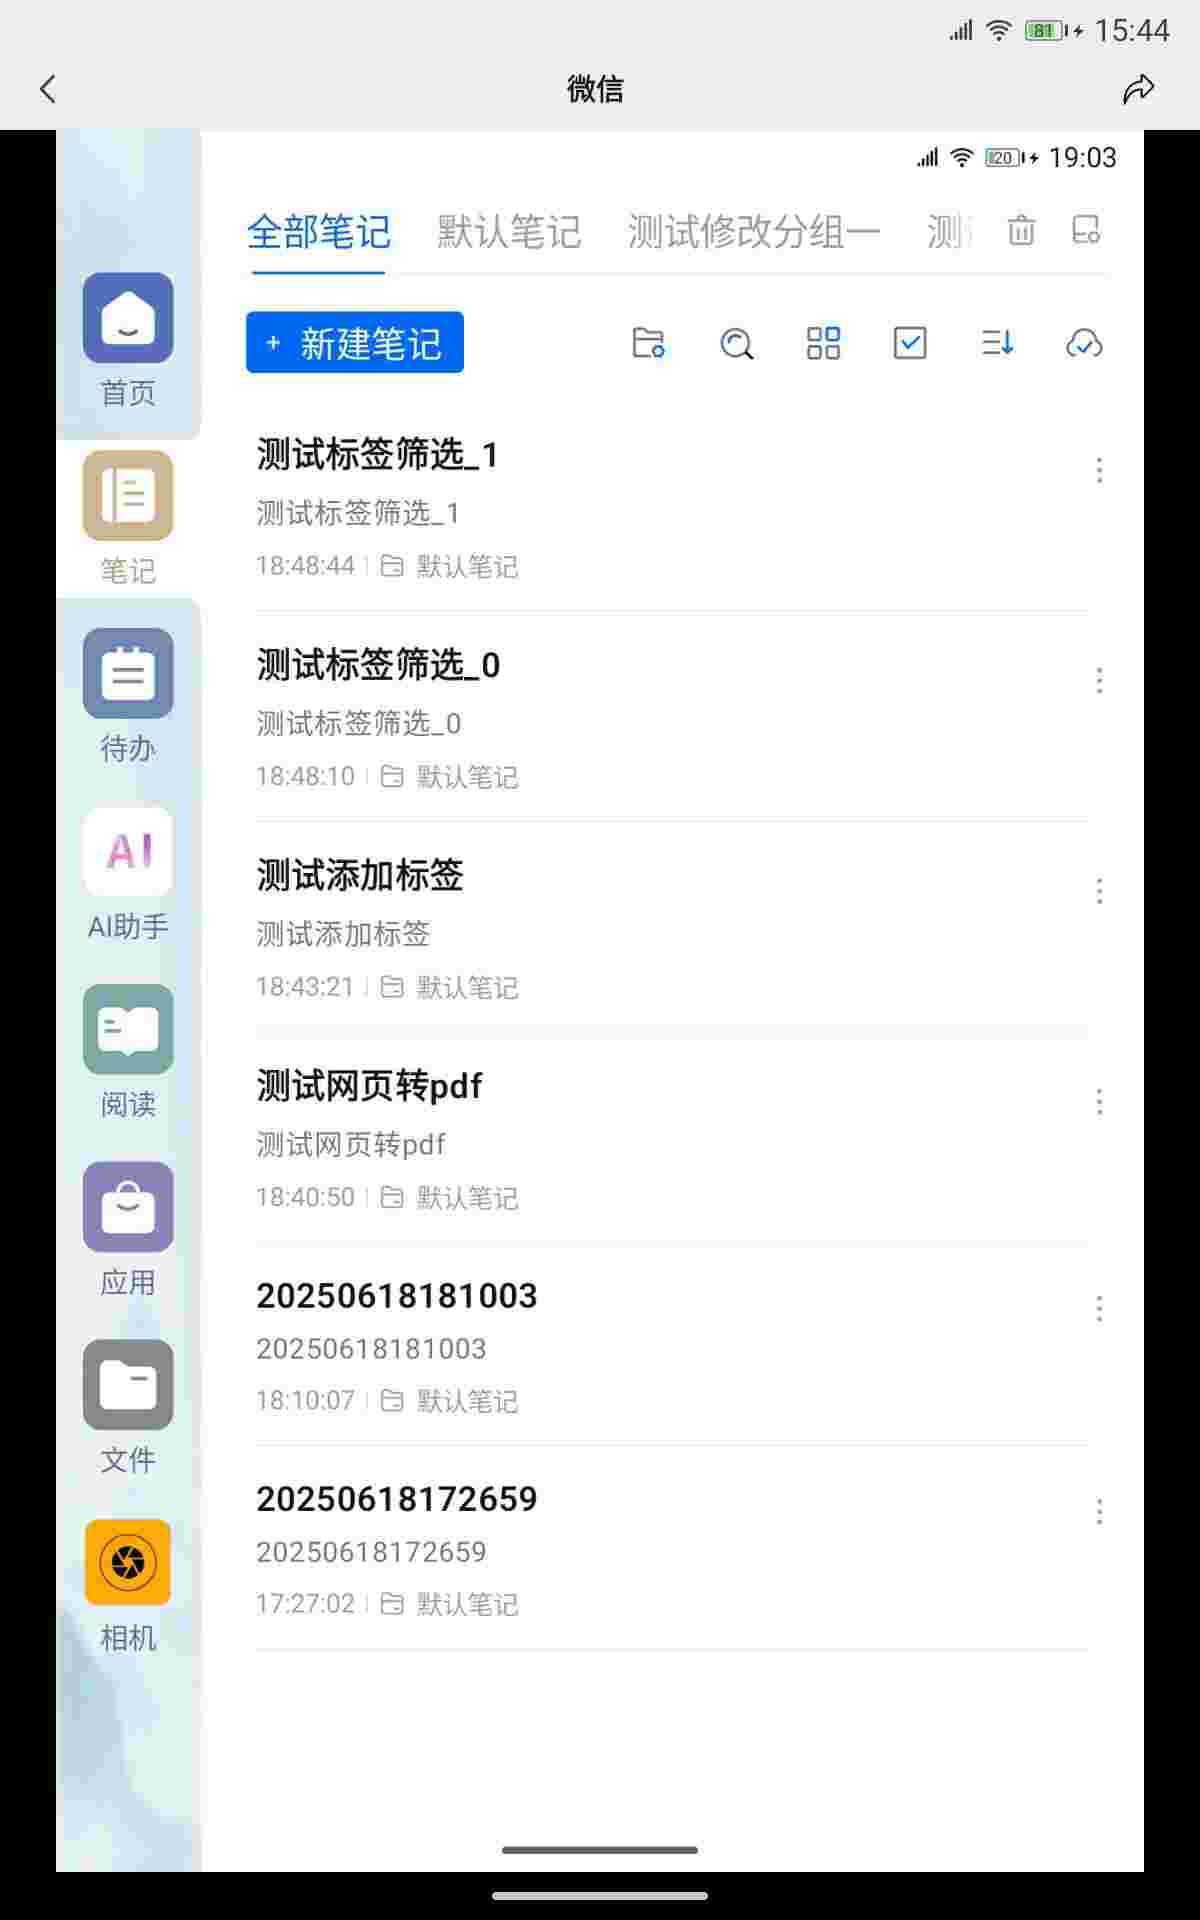 81 15:44
微信
20 19:03
全部笔记 默认笔记 测试修改分组一 测
+ 新建笔记
测试标签筛选_1
测试标签筛选_1
18:48:44 默认笔记
测试标签筛选_0
测试标签筛选_0
18:48:10 默认笔记
测试添加标签
测试添加标签
18:43:21 默认笔记
测试网页转pdf
测试网页转pdf
18:40:50 默认笔记
20250618181003
20250618181003
18:10:07 默认笔记
20250618172659
20250618172659
17:27:02 默认笔记
首页
笔记
待办
AI
AI助手
阅读
应用
文件
相机